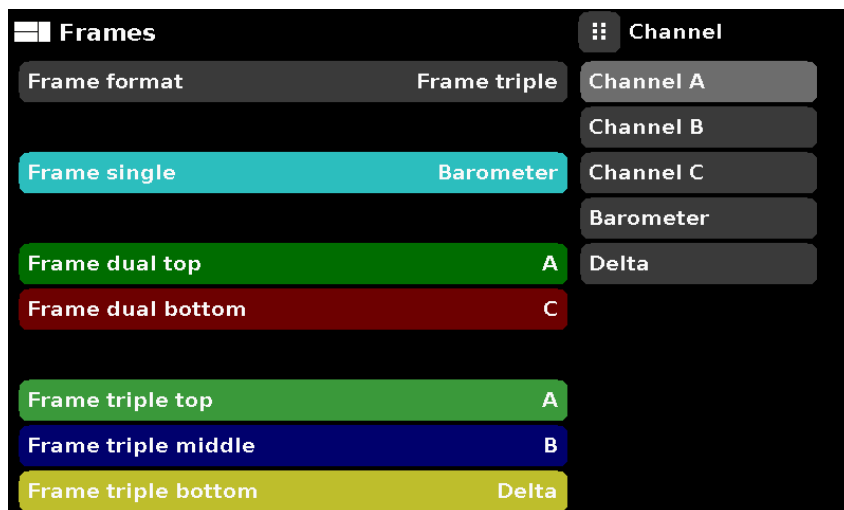 Frames
Frame format Frame triple
Frame single Barometer
Frame dual top A
Frame dual bottom C
Frame triple top A
Frame triple middle B
Frame triple bottom Delta
Channel
Channel A
Channel B
Channel C
Barometer
Delta